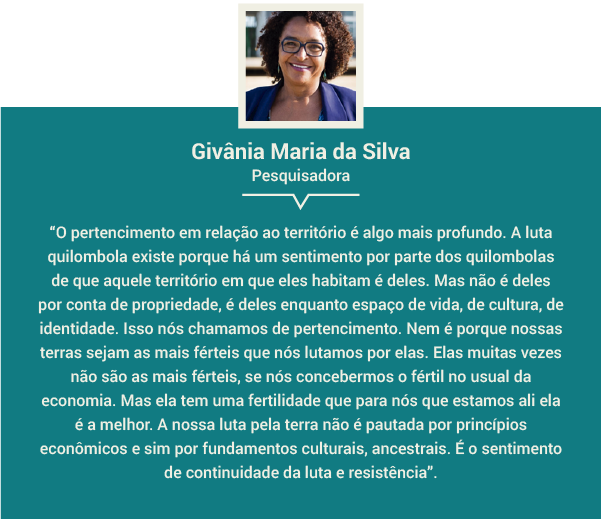 Givânia Maria da Silva
Pesquisadora
“O pertencimento em relação ao território é algo mais profundo. A luta
quilombola existe porque há um sentimento por parte dos quilombolas
de que aquele território em que eles habitam é deles. Mas não é deles
por conta de propriedade, é deles enquanto espaço de vida, de cultura, de
identidade. Isso nós chamamos de pertencimento. Nem é porque nossas
terras sejam as mais férteis que nós lutamos por elas. Elas muitas vezes
não são as mais férteis, se nós concebermos o fértil no usual da
economia. Mas ela tem uma fertilidade que para nós que estamos ali ela
é a melhor. A nossa luta pela terra não é pautada por princípios
econômicos e sim por fundamentos culturais, ancestrais. É o sentimento
de continuidade da luta e resistência”.